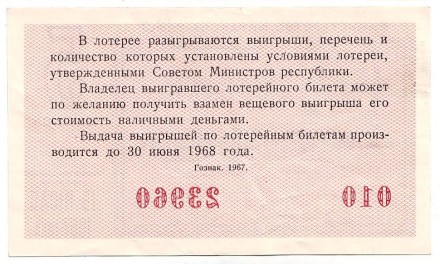 В лотерее разыгрываются выигрыши, перечень и
количество которых установлены условиями лотереи,
утвержденными Советом Министров республики.
Владелец выигравшего лотерейного билета может
по желанию получить взамен вещевого выигрыша его
стоимость наличными деньгами.
Выдача выигрышей по лотерейным билетам произ-
водится до 30 июня 1968 года.
Гознак. 1967.
23960 010